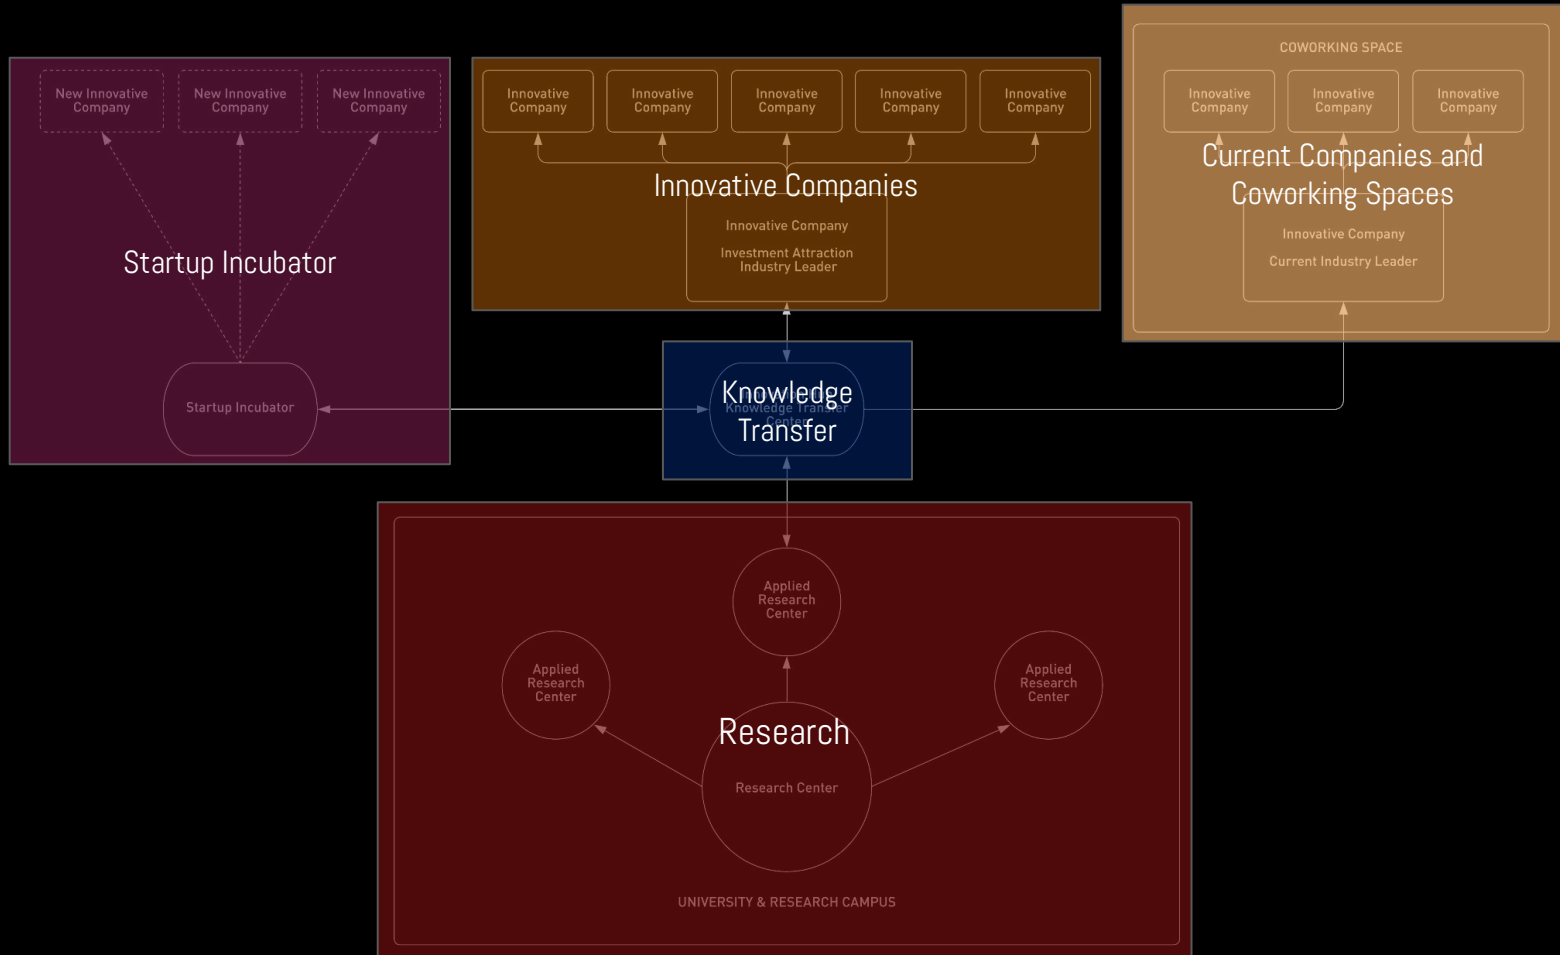 COWORKING SPACE
New Innovative
Company
New Innovative
Company
New Innovative
Company
Innovative
Company
Innovative
Company
Innovative
Company
Innovative
Company
Innovative
Company
Innovative
Company
Innovative
Company
Innovative
Company
Startup Incubator
Innovative Companies
Current Companies and
Coworking Spaces
Innovative Company
Investment Attraction
Industry Leader
Innovative Company
Current Industry Leader
Startup Incubator
Knowledge
Transfer
Knowledge Transfer
Center
Applied
Research
Center
Applied
Research
Center
Applied
Research
Center
Research
Research Center
UNIVERSITY & RESEARCH CAMPUS